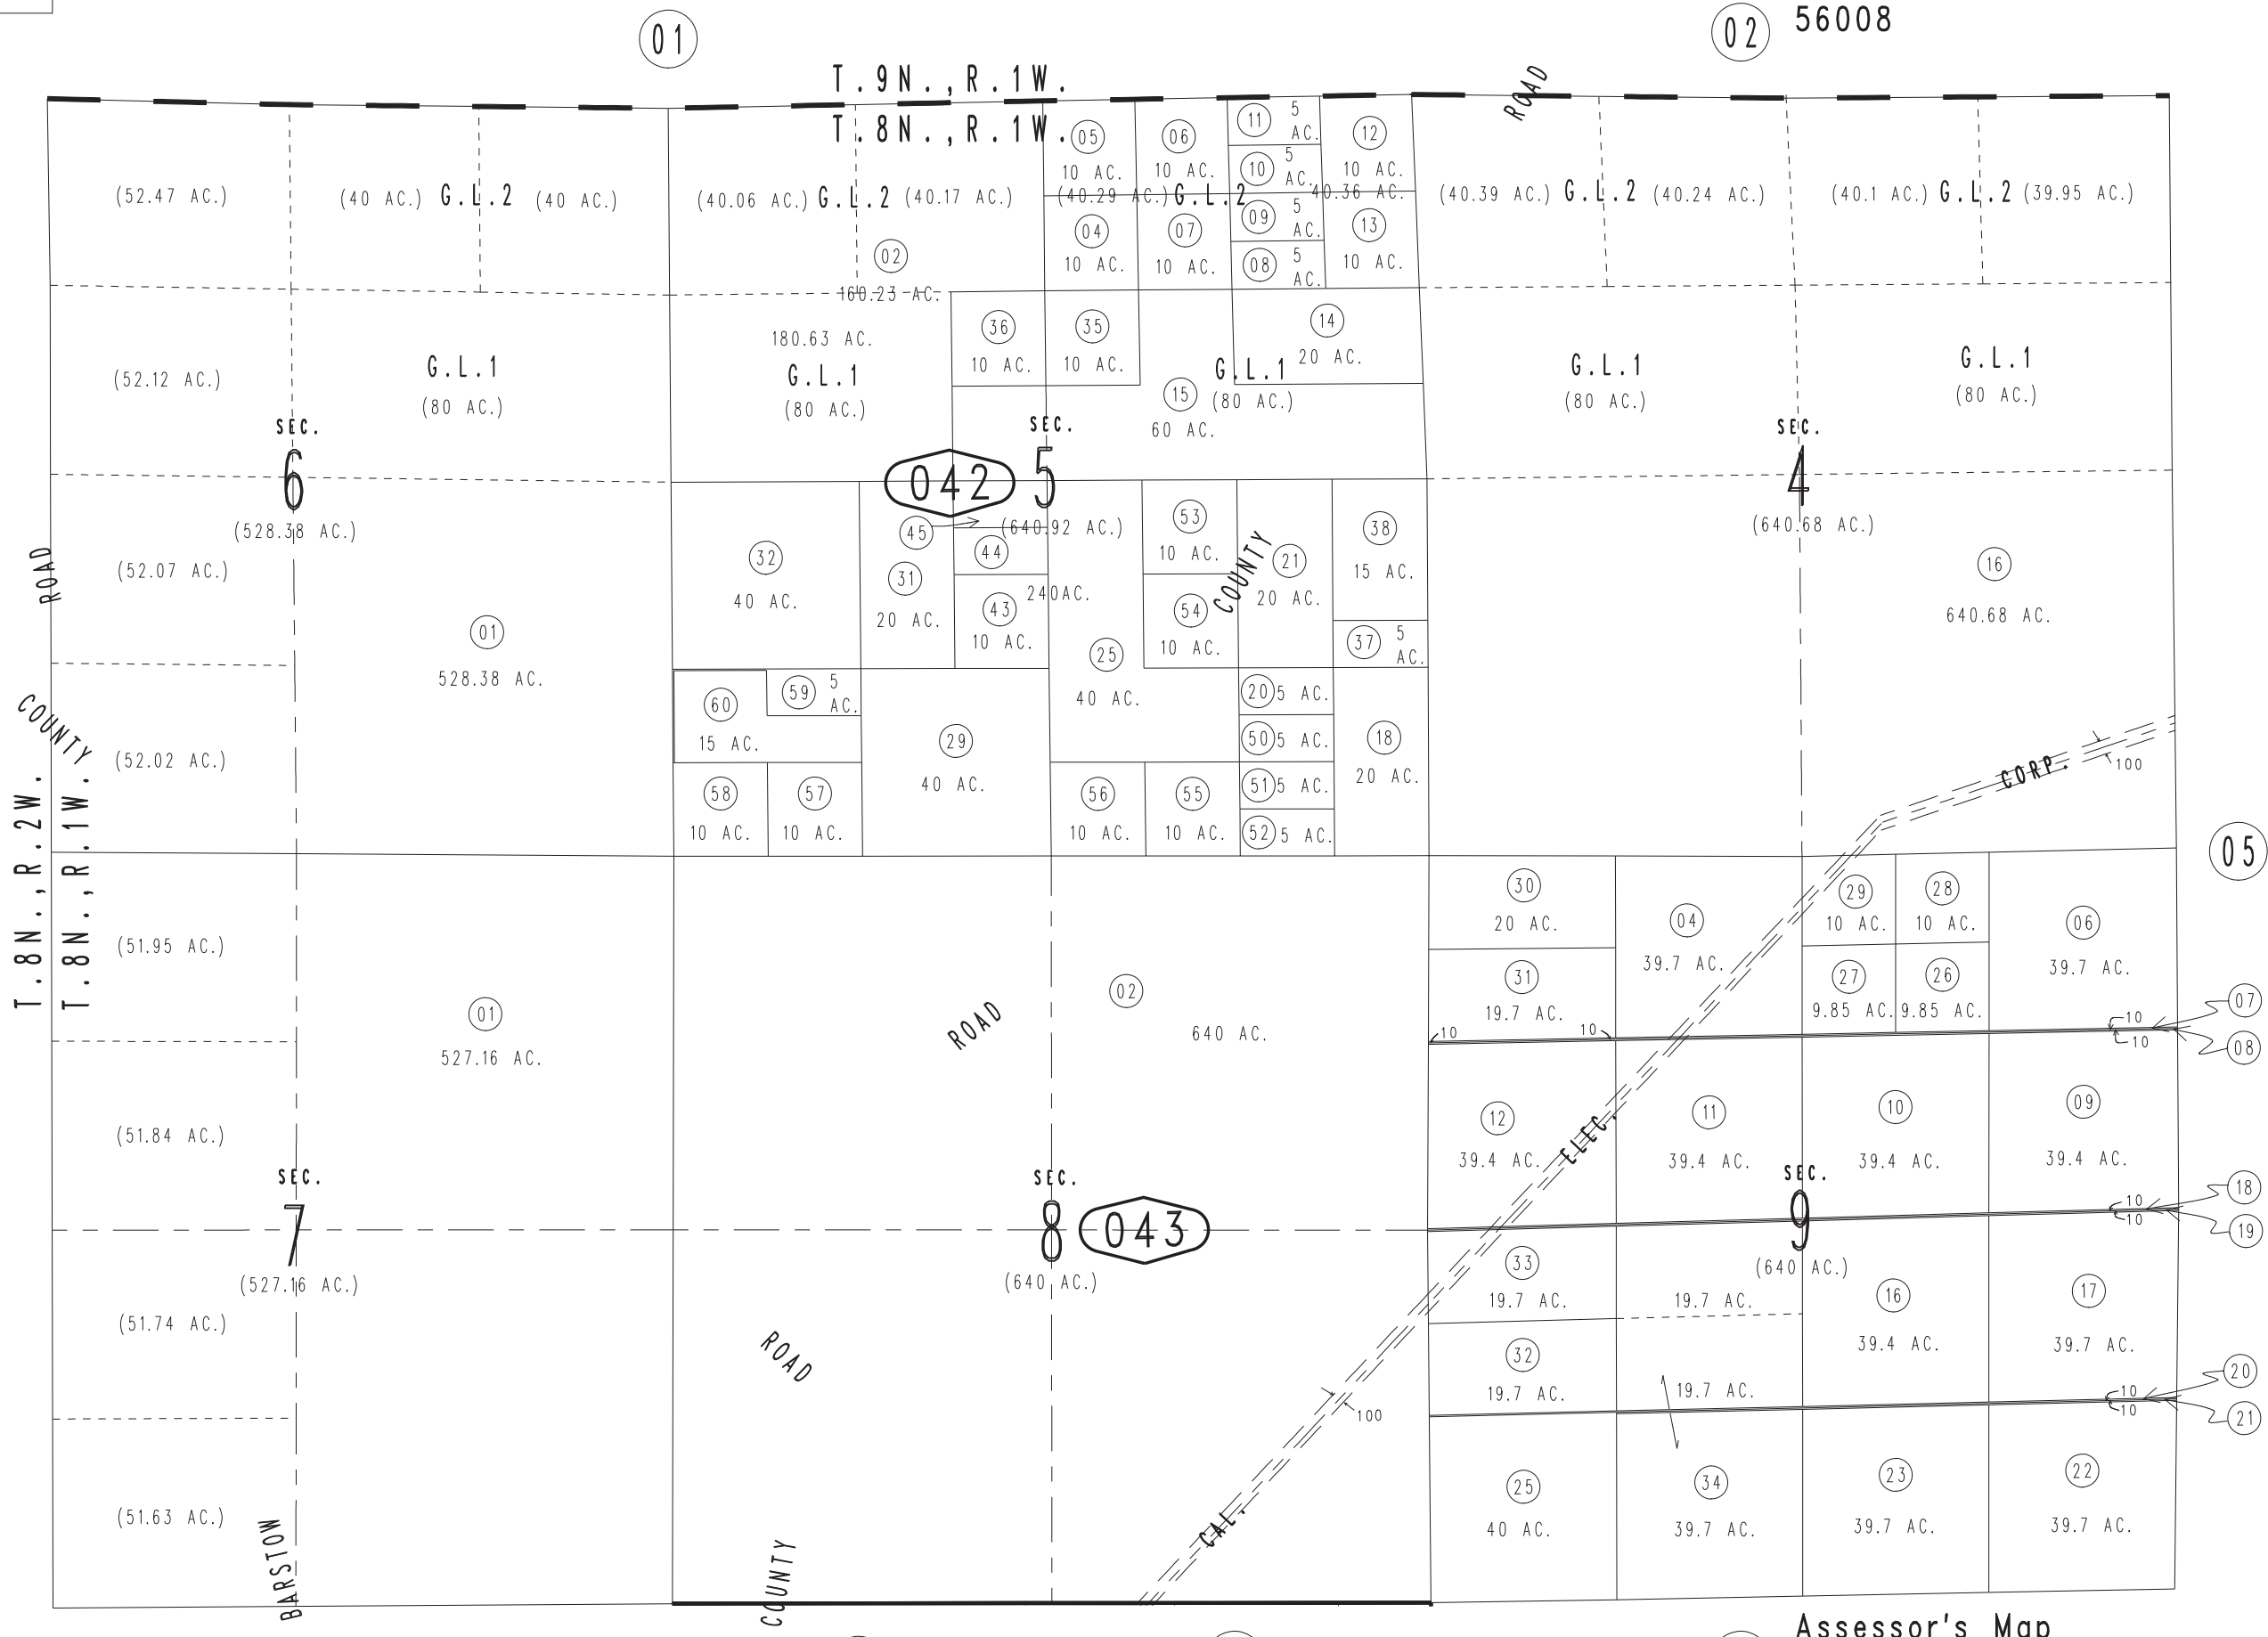 01
02
56008
T.9N.,R.1W.
T.8N.,R.1W.
ROAD
05
10 AC.
06
10 AC.
11
5
AC.
10
5
AC.
12
10 AC.
(52.47 AC.)
(40 AC.)
G.L.2
(40 AC.)
(40.06 AC.)
G.L.2
(40.17 AC.)
(40.29 AC.)
G.L.2
40.36 AC.
(40.39 AC.)
G.L.2
(40.24 AC.)
(40.1 AC.)
G.L.2
(39.95 AC.)
02
160.23 AC.
04
10 AC.
07
10 AC.
09
5
AC.
08
5
AC.
13
10 AC.
180.63 AC.
36
10 AC.
35
10 AC.
14
20 AC.
(52.12 AC.)
G.L.1
(80 AC.)
G.L.1
(80 AC.)
15
60 AC.
G.L.1
(80 AC.)
G.L.1
(80 AC.)
G.L.1
(80 AC.)
SEC.
6
(528.38 AC.)
042
SEC.
5
(640.92 AC.)
SEC.
4
(640.68 AC.)
ROAD
(52.07 AC.)
01
528.38 AC.
32
40 AC.
45
31
20 AC.
44
43
10 AC.
240AC.
53
10 AC.
54
10 AC.
COUNTY
21
20 AC.
38
15 AC.
37
5
AC.
16
640.68 AC.
COUNTY
(52.02 AC.)
60
15 AC.
59
5
AC.
29
40 AC.
25
40 AC.
20
5 AC.
50
5 AC.
51
5 AC.
52
5 AC.
18
20 AC.
58
10 AC.
57
10 AC.
56
10 AC.
55
10 AC.
CORP.
100
05
T.8N.,R.2W.
T.8N.,R.1W.
(51.95 AC.)
01
527.16 AC.
ROAD
02
640 AC.
30
20 AC.
31
19.7 AC.
04
39.7 AC.
29
10 AC.
28
10 AC.
27
9.85 AC.
26
9.85 AC.
06
39.7 AC.
10
10
10
10
07
08
(51.84 AC.)
12
39.4 AC.
ELEC.
11
39.4 AC.
10
39.4 AC.
09
39.4 AC.
SEC.
7
(527.16 AC.)
SEC.
8
043
(640 AC.)
SEC.
9
(640 AC.)
10
10
18
19
(51.74 AC.)
ROAD
33
19.7 AC.
32
19.7 AC.
19.7 AC.
19.7 AC.
16
39.4 AC.
17
39.7 AC.
10
10
20
21
100
(51.63 AC.)
BARSTOW
COUNTY
CAL.
25
40 AC.
34
39.7 AC.
23
39.7 AC.
22
39.7 AC.
Assessor's Map